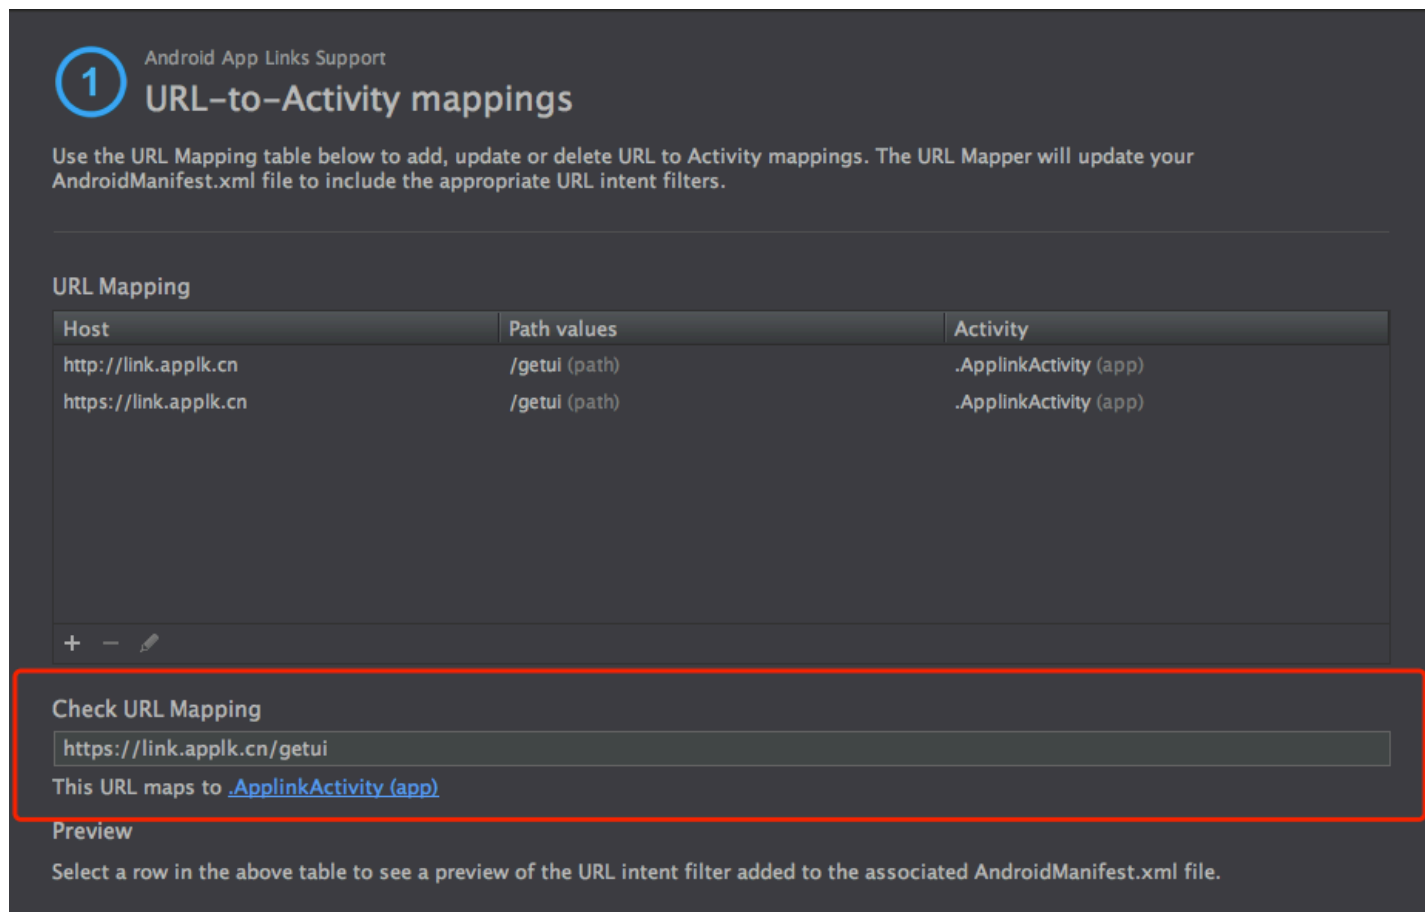 1
Android App Links Support
URL-to-Activity mappings
Use the URL Mapping table below to add, update or delete URL to Activity mappings. The URL Mapper will update your
AndroidManifest.xml file to include the appropriate URL intent filters.
URL Mapping
Host Path values Activity
http://link.applk.cn /getui (path) .ApplinkActivity (app)
https://link.applk.cn /getui (path) .ApplinkActivity (app)
Check URL Mapping
https://link.applk.cn/getui
This URL maps to .ApplinkActivity (app)
Preview
Select a row in the above table to see a preview of the URL intent filter added to the associated AndroidManifest.xml file.